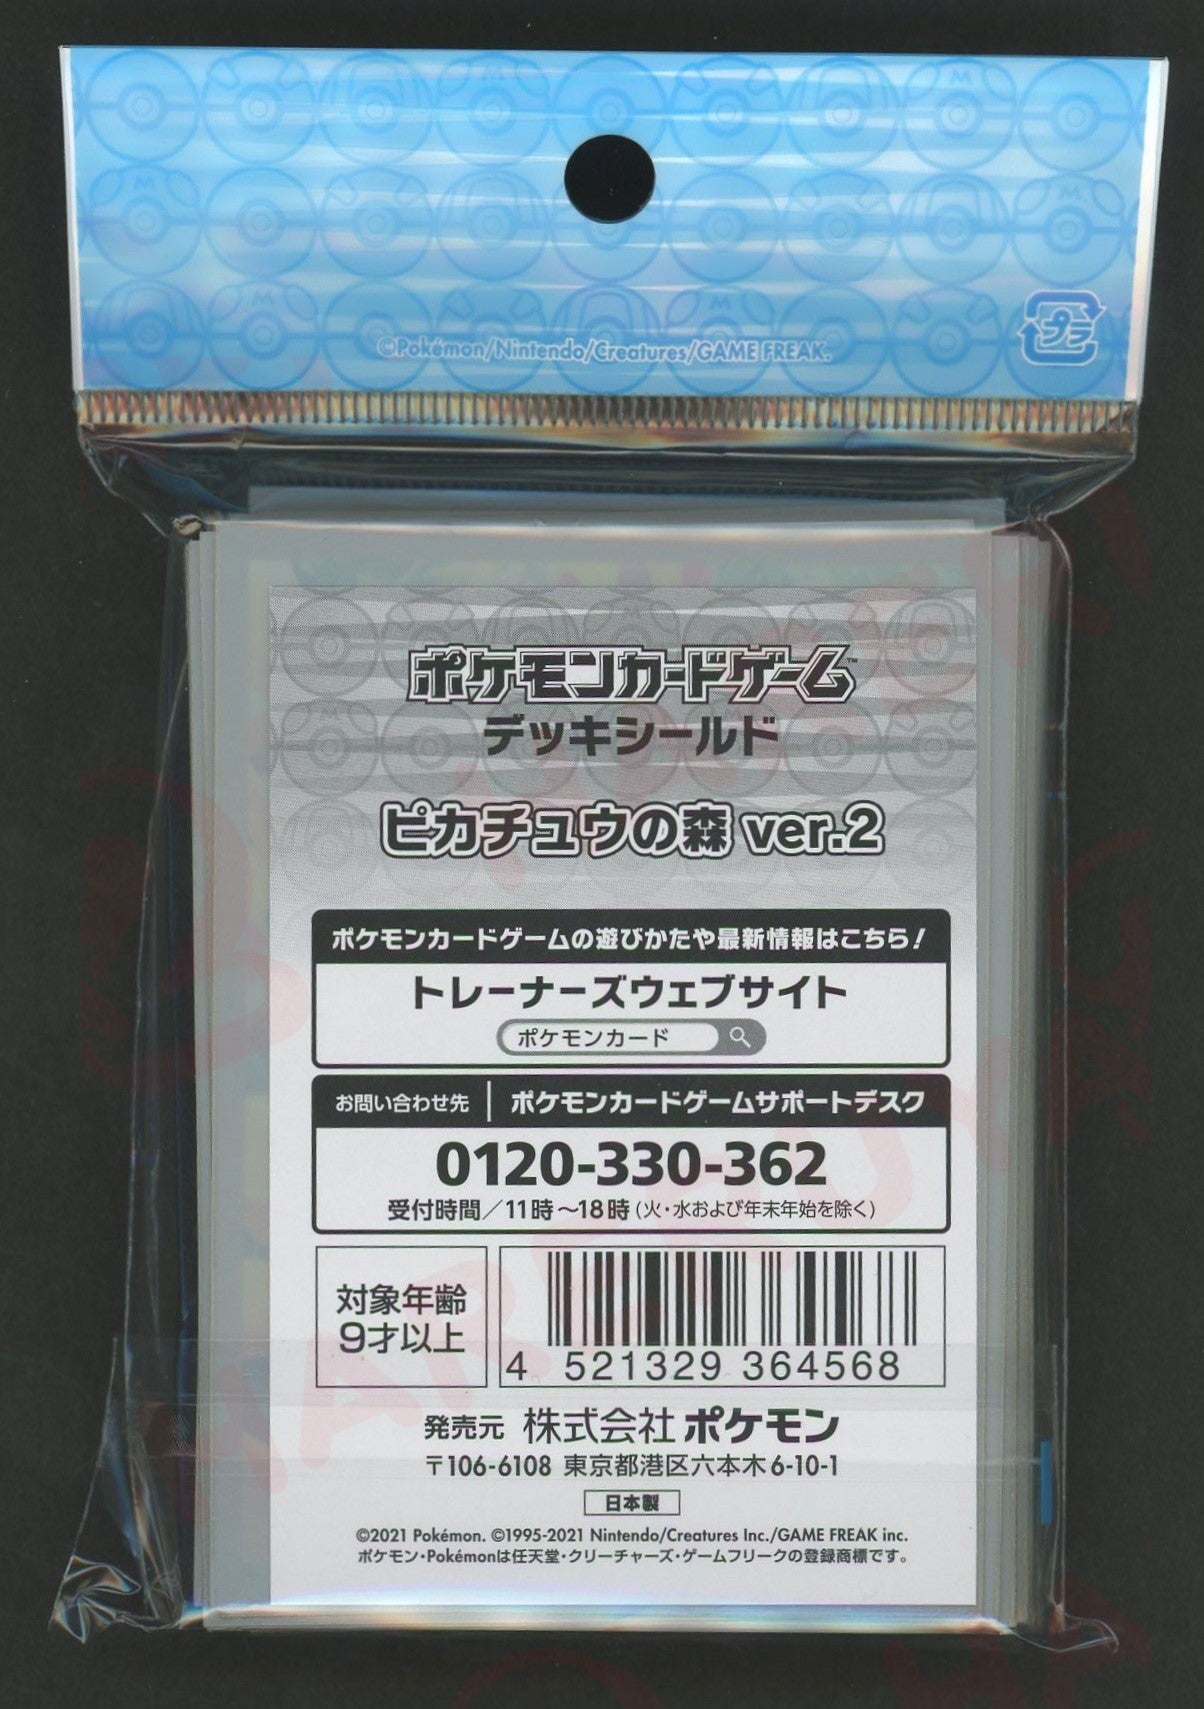 ©Pokémon/Nintendo/Creatures/GAME FREAK.
プラ
ポケモンカードゲーム™
デッキシールド
ピカチュウの森 ver.2
ポケモンカードゲームの遊びかたや最新情報はこちら!
トレーナーズウェブサイト
ポケモンカード
お問い合わせ先 | ポケモンカードゲームサポートデスク
0120-330-362
受付時間/11時~18時(火・水および年末年始を除く)
対象年齢
9才以上
4 521329 364568
発売元 株式会社ポケモン
〒106-6108 東京都港区六本木6-10-1
日本製
©2021 Pokémon. ©1995-2021 Nintendo/Creatures Inc./GAME FREAK inc.
ポケモン・Pokémonは任天堂・クリーチャーズ・ゲームフリークの登録商標です。